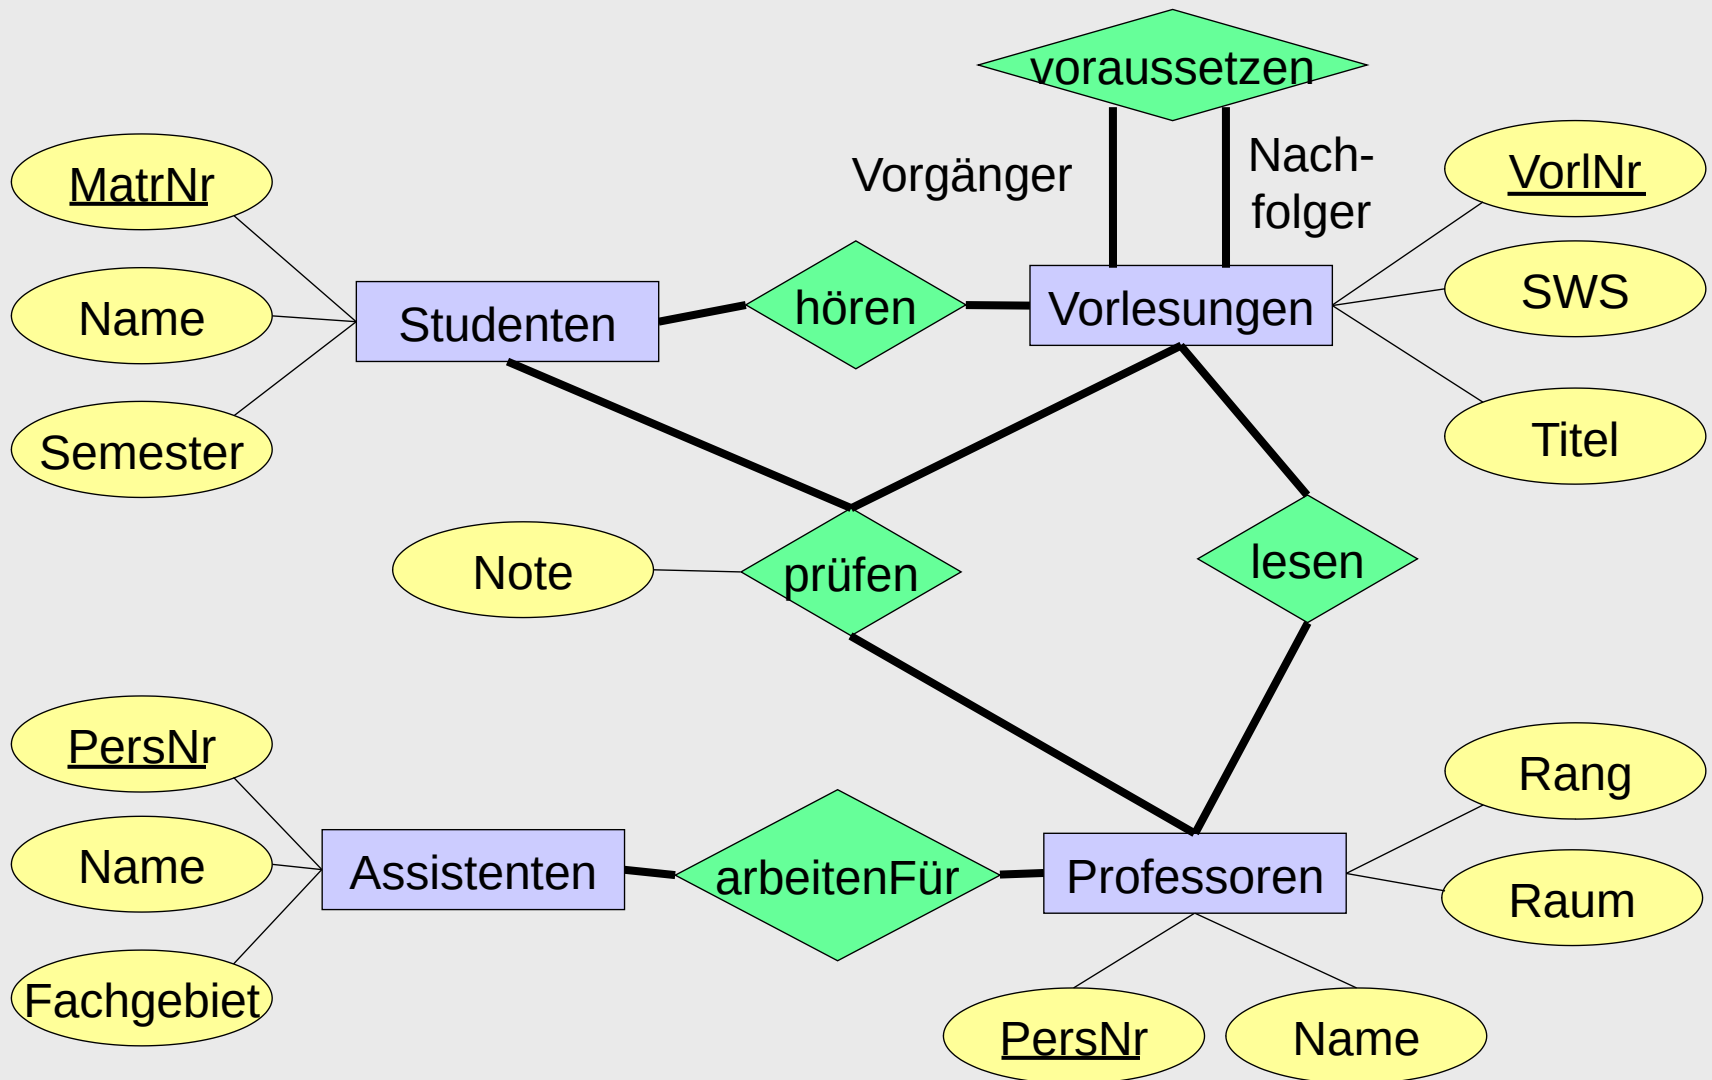 voraussetzen
Vorgänger
Nach-
folger
MatrNr
VorlNr
Name
Studenten
hören
Vorlesungen
SWS
Semester
Titel
Note
prüfen
lesen
PersNr
Rang
Name
Assistenten
arbeitenFür
Professoren
Raum
Fachgebiet
PersNr
Name